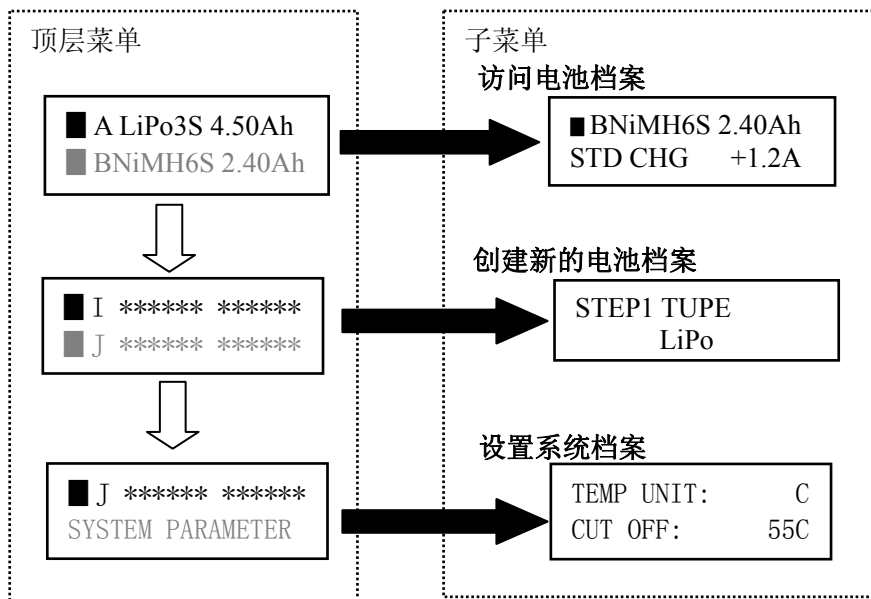 顶层菜单
■ A LiPo3S 4.50Ah
■ BNiMH6S 2.40Ah
■ I ****** ******
■ J ****** ******
■ J ****** ******
SYSTEM PARAMETER
子菜单
访问电池档案
■ BNiMH6S 2.40Ah
STD CHG +1.2A
创建新的电池档案
STEP1 TUPE
LiPo
设置系统档案
TEMP UNIT: C
CUT OFF: 55C